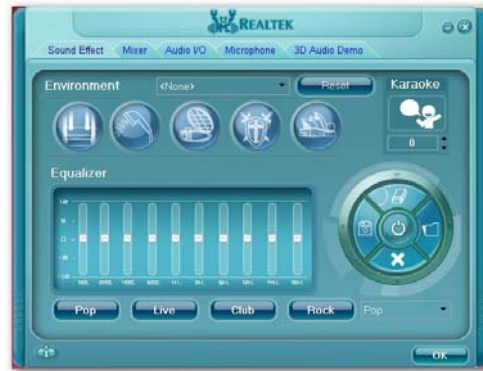 REALTEK
Sound Effect Mixer Audio I/O Microphone 3D Audio Demo
Environment <None> Reset Karaoke
0
Equalizer
Pop Live Club Rock Pop
OK